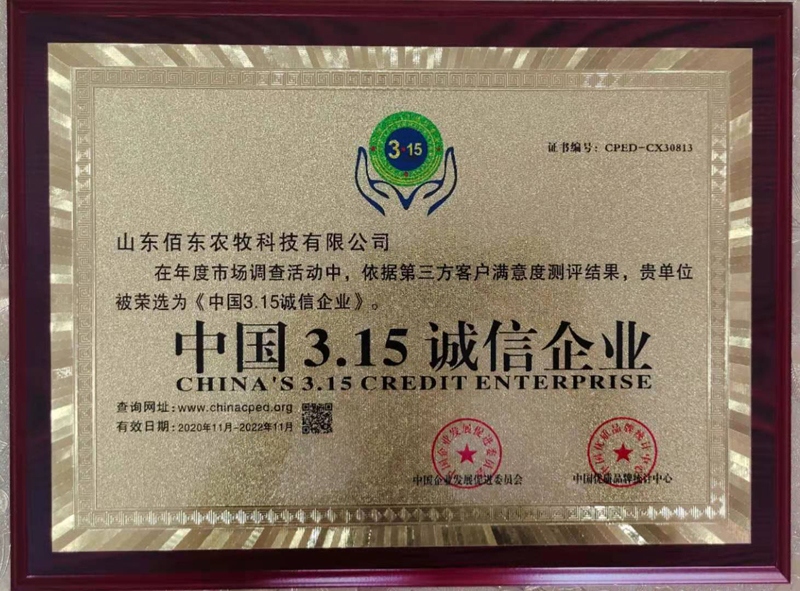 3·15
证书编号：CPED-CX30813
山东佰东农牧科技有限公司
在年度市场调查活动中，依据第三方客户满意度测评结果，贵单位
被荣选为《中国3.15诚信企业》。
中国 3.15 诚信企业
CHINA'S 3.15 CREDIT ENTERPRISE
查询网址：www.chinacped.org
有效日期：2020年11月-2022年11月
中国企业发展促进委员会
中国优质品牌统计中心